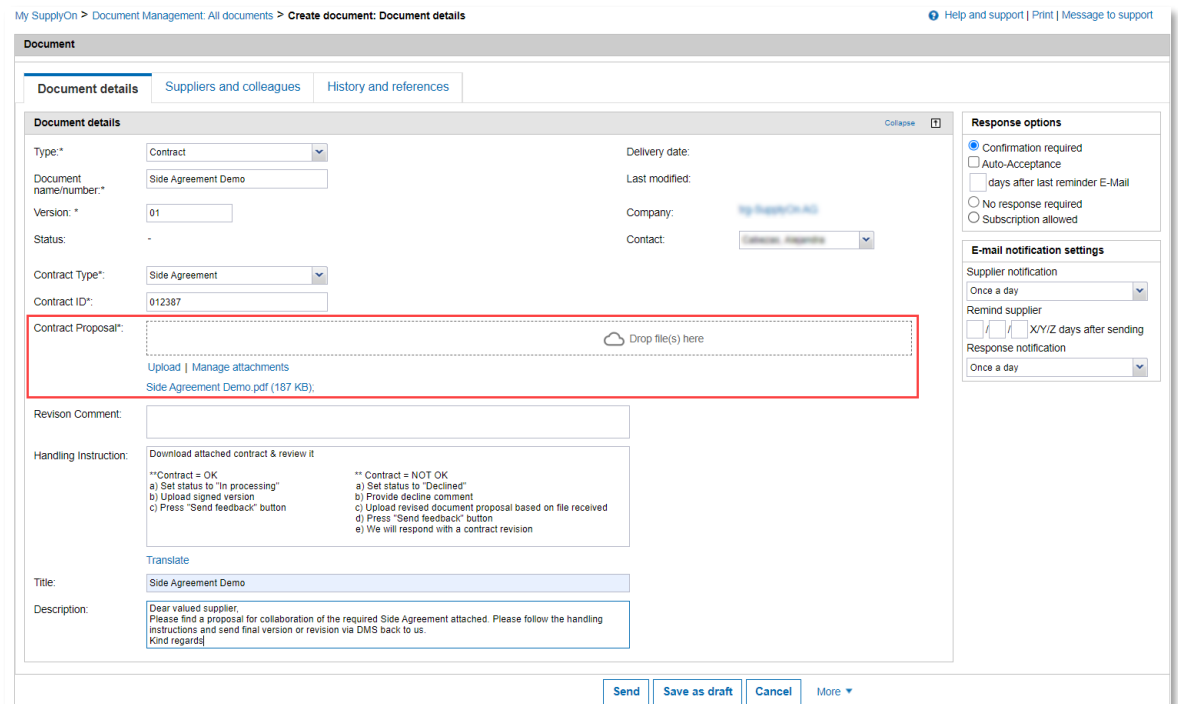 My SupplyOn > Document Management: All documents > Create document: Document details
Help and support | Print | Message to support
Document
Document details
Suppliers and colleagues
History and references
Document details
Collapse
Type:*
Contract
Delivery date:
Document name/number:*
Side Agreement Demo
Last modified:
Version: *
01
Company:
Status:
-
Contact:
Contract Type*:
Side Agreement
Contract ID*:
012387
Contract Proposal*:
Drop file(s) here
Upload | Manage attachments
Side Agreement Demo.pdf (187 KB);
Revison Comment:
Handling Instruction:
Download attached contract & review it
**Contract = OK
a) Set status to "In processing"
b) Upload signed version
c) Press "Send feedback" button
** Contract = NOT OK
a) Set status to "Declined"
b) Provide decline comment
c) Upload revised document proposal based on file received
d) Press "Send feedback" button
e) We will respond with a contract revision
Translate
Title:
Side Agreement Demo
Description:
Dear valued supplier,
Please find a proposal for collaboration of the required Side Agreement attached. Please follow the handling
instructions and send final version or revision via DMS back to us.
Kind regards
Response options
Confirmation required
Auto-Acceptance
days after last reminder E-Mail
No response required
Subscription allowed
E-mail notification settings
Supplier notification
Once a day
Remind supplier
/ / X/Y/Z days after sending
Response notification
Once a day
Send
Save as draft
Cancel
More